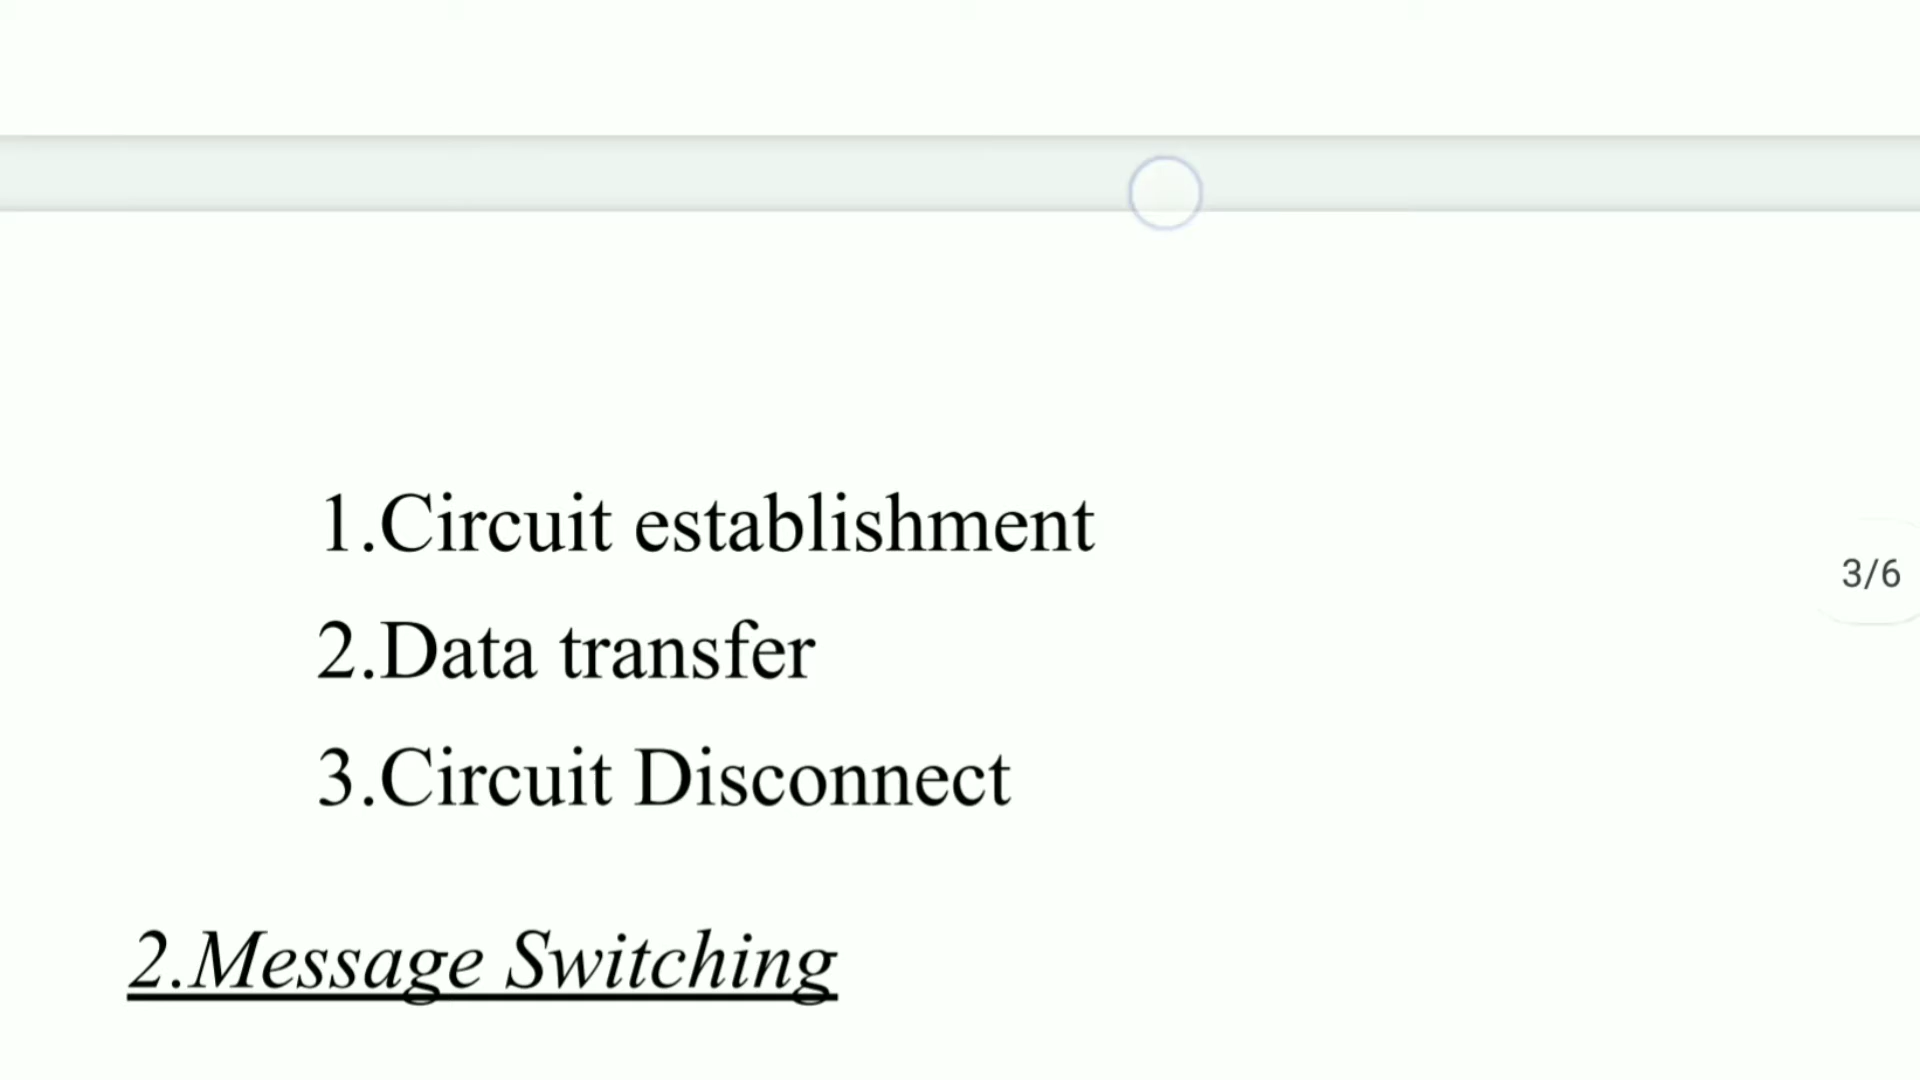 1.Circuit establishment
3/6
2.Data transfer
3.Circuit Disconnect
2.Message Switching